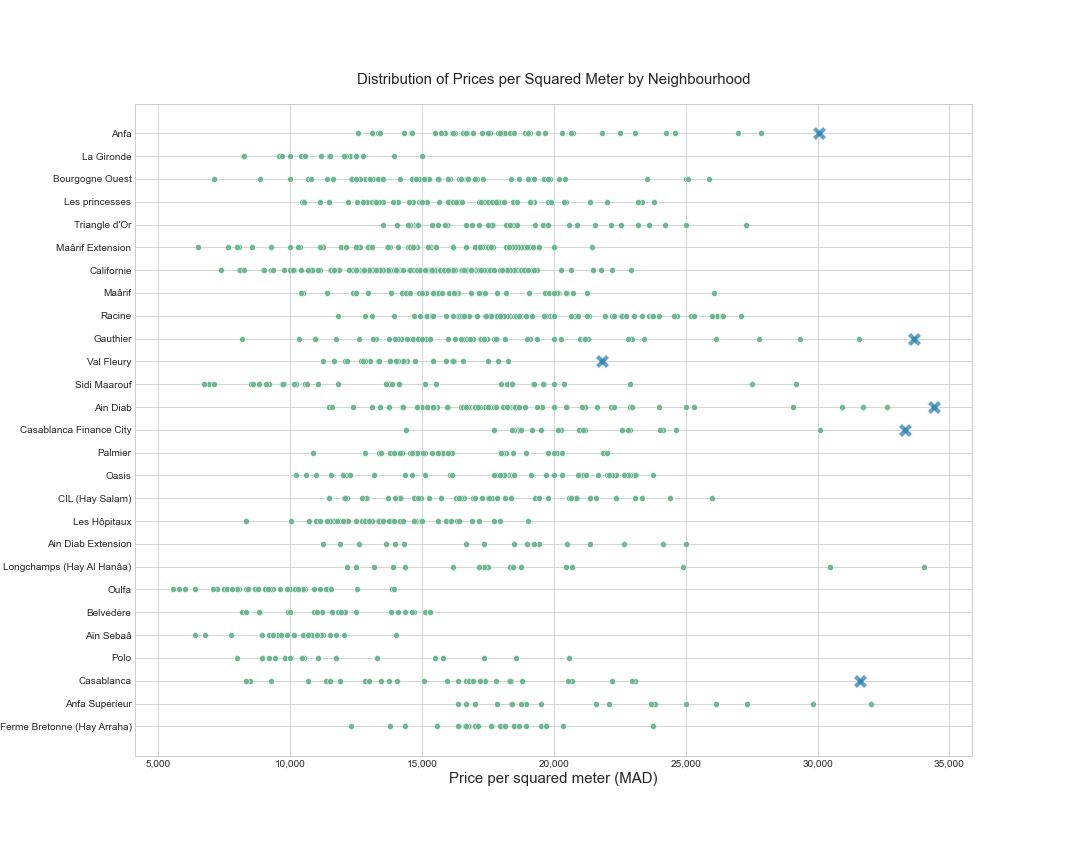 Distribution of Prices per Squared Meter by Neighbourhood
Anfa
La Gironde
Bourgogne Ouest
Les princesses
Triangle d'Or
Maârif Extension
Californie
Maârif
Racine
Gauthier
Val Fleury
Sidi Maarouf
Ain Diab
Casablanca Finance City
Palmier
Oasis
CIL (Hay Salam)
Les Hôpitaux
Ain Diab Extension
Longchamps (Hay Al Hanâa)
Oulfa
Belvédère
Aïn Sebaâ
Polo
Casablanca
Anfa Supérieur
Ferme Bretonne (Hay Arraha)
5,000 10,000 15,000 20,000 25,000 30,000 35,000
Price per squared meter (MAD)